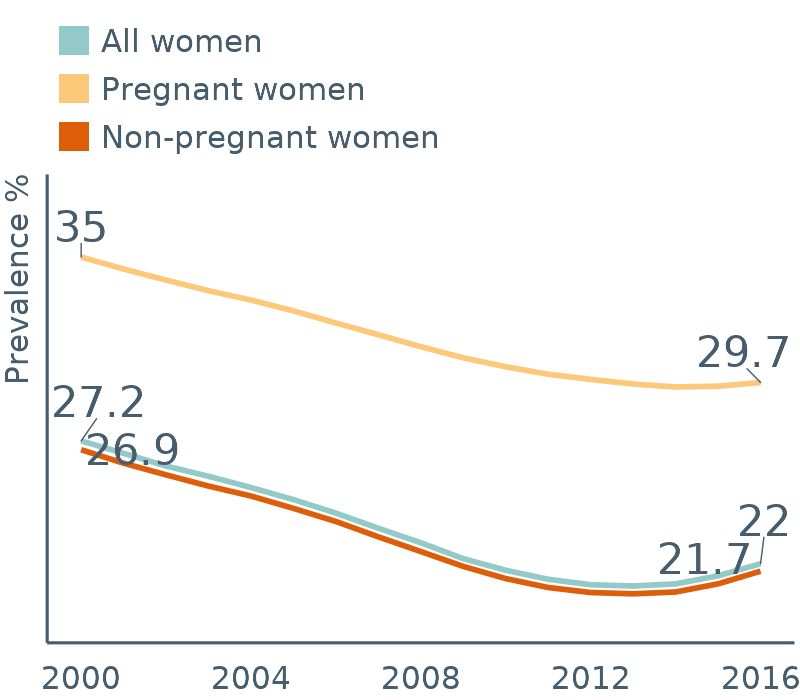 All women
Pregnant women
Non-pregnant women
Prevalence %
35
29.7
27.2
26.9
22
21.7
2000 2004 2008 2012 2016